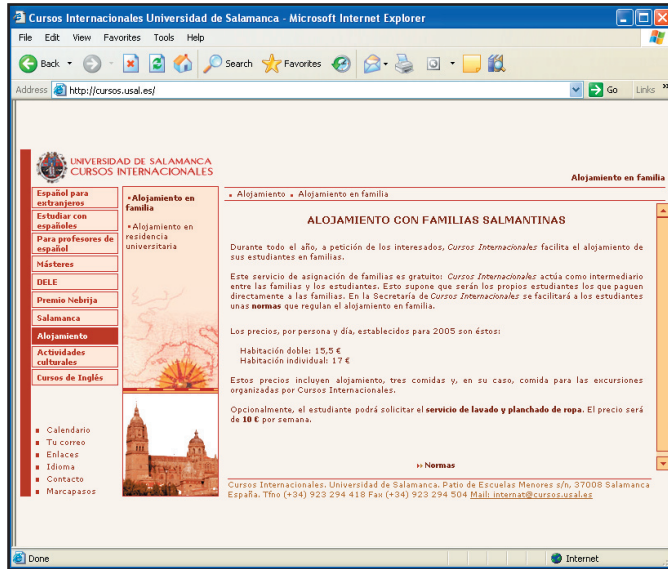 Cursos Internacionales Universidad de Salamanca - Microsoft Internet Explorer
File Edit View Favorites Tools Help
Back Search Favorites
Address http://cursos.usal.es/ Go Links »
UNIVERSIDAD DE SALAMANCA
CURSOS INTERNACIONALES
Alojamiento en familia
Español para
extranjeros
Estudiar con
españoles
Para profesores de
español
Másteres
DELE
Premio Nebrija
Salamanca
Alojamiento
Actividades
culturales
Cursos de Inglés
Calendario
Tu correo
Enlaces
Idioma
Contacto
Marcapasos
Alojamiento en
familia
Alojamiento en
residencia
universitaria
Alojamiento Alojamiento en familia
ALOJAMIENTO CON FAMILIAS SALMANTINAS
Durante todo el año, a petición de los interesados, Cursos Internacionales facilita el alojamiento de
sus estudiantes en familias.
Este servicio de asignación de familias es gratuito: Cursos Internacionales actúa como intermediario
entre las familias y los estudiantes. Esto supone que serán los propios estudiantes los que paguen
directamente a las familias. En la Secretaría de Cursos Internacionales se facilitará a los estudiantes
unas normas que regulan el alojamiento en familia.
Los precios, por persona y día, establecidos para 2005 son éstos:
Habitación doble: 15,5 €
Habitación individual: 17 €
Estos precios incluyen alojamiento, tres comidas y, en su caso, comida para las excursiones
organizadas por Cursos Internacionales.
Opcionalmente, el estudiante podrá solicitar el servicio de lavado y planchado de ropa. El precio será
de 10 € por semana.
»» Normas
Cursos Internacionales. Universidad de Salamanca. Patio de Escuelas Menores s/n, 37008 Salamanca
España. Tfno (+34) 923 294 418 Fax (+34) 923 294 504 Mail: internat@cursos.usal.es
Done Internet